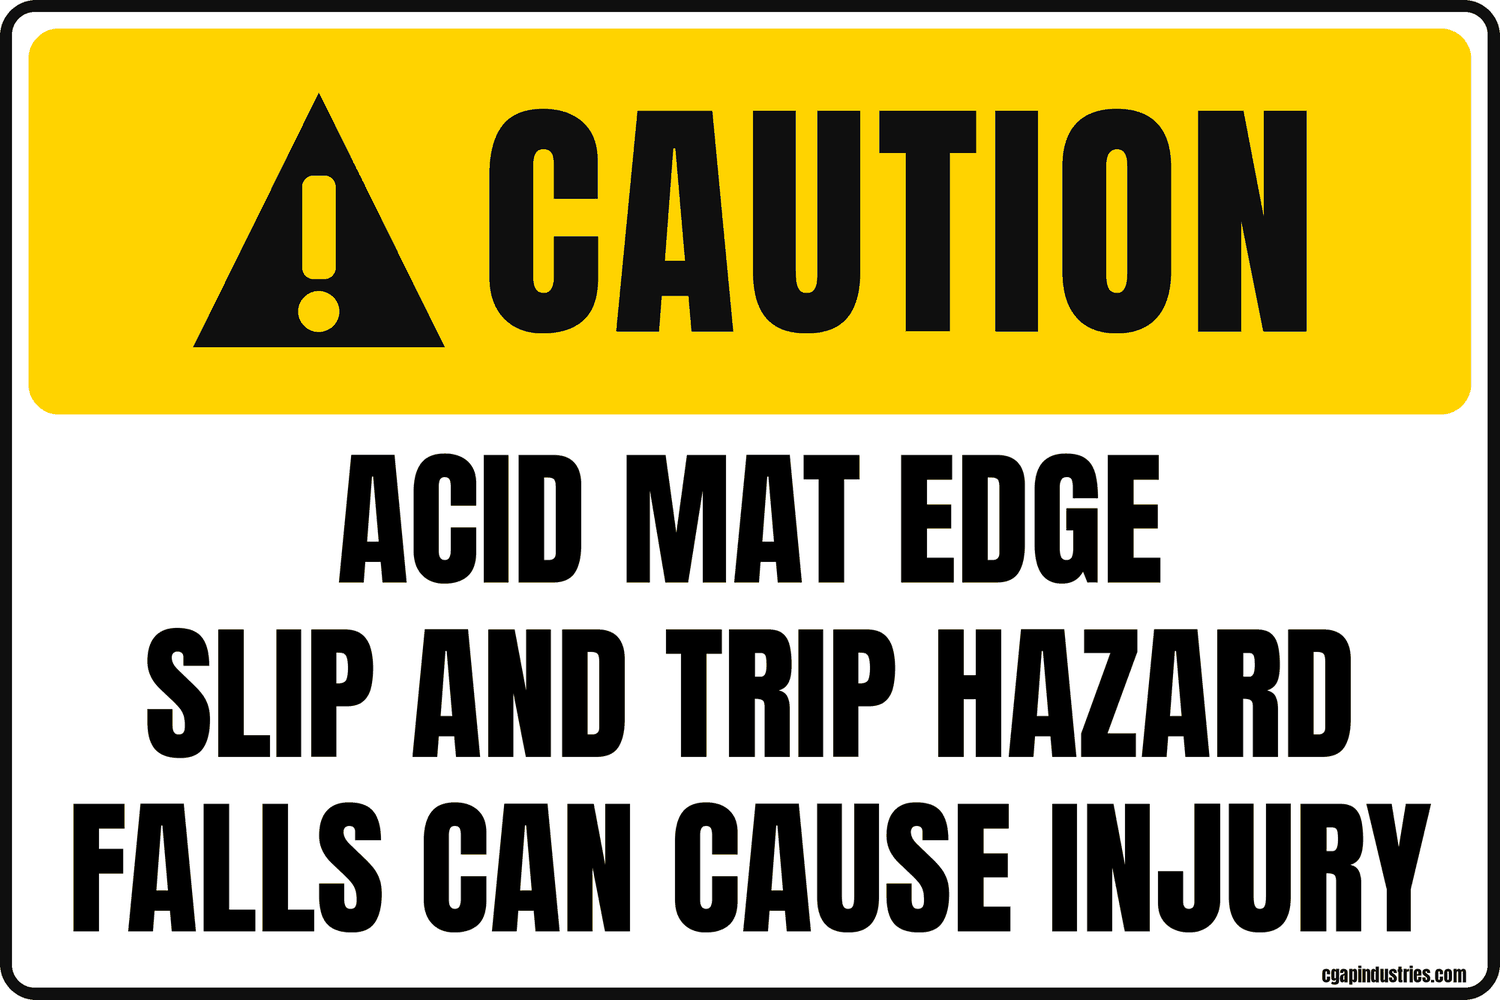 CAUTION
ACID MAT EDGE
SLIP AND TRIP HAZARD
FALLS CAN CAUSE INJURY
cgapindustries.com